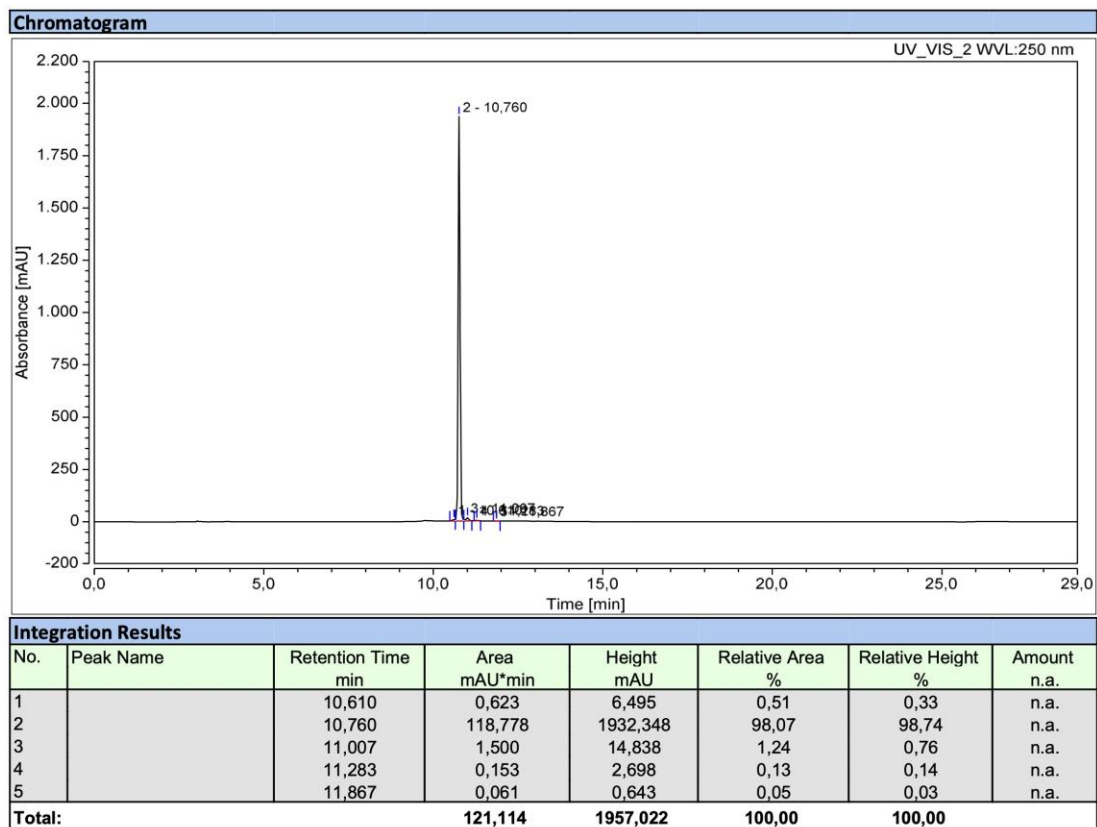 Chromatogram
UV_VIS_2 WVL:250 nm
2.200
2.000
1.750
1.500
1.250
1.000
750
500
250
0
-200
Absorbance [mAU]
2 - 10,760
0,0 5,0 10,0 15,0 20,0 25,0 29,0
Time [min]
Integration Results
No. Peak Name Retention Time Area Height Relative Area Relative Height Amount
min mAU*min mAU % % n.a.
1 10,610 0,623 6,495 0,51 0,33 n.a.
2 10,760 118,778 1932,348 98,07 98,74 n.a.
3 11,007 1,500 14,838 1,24 0,76 n.a.
4 11,283 0,153 2,698 0,13 0,14 n.a.
5 11,867 0,061 0,643 0,05 0,03 n.a.
Total: 121,114 1957,022 100,00 100,00